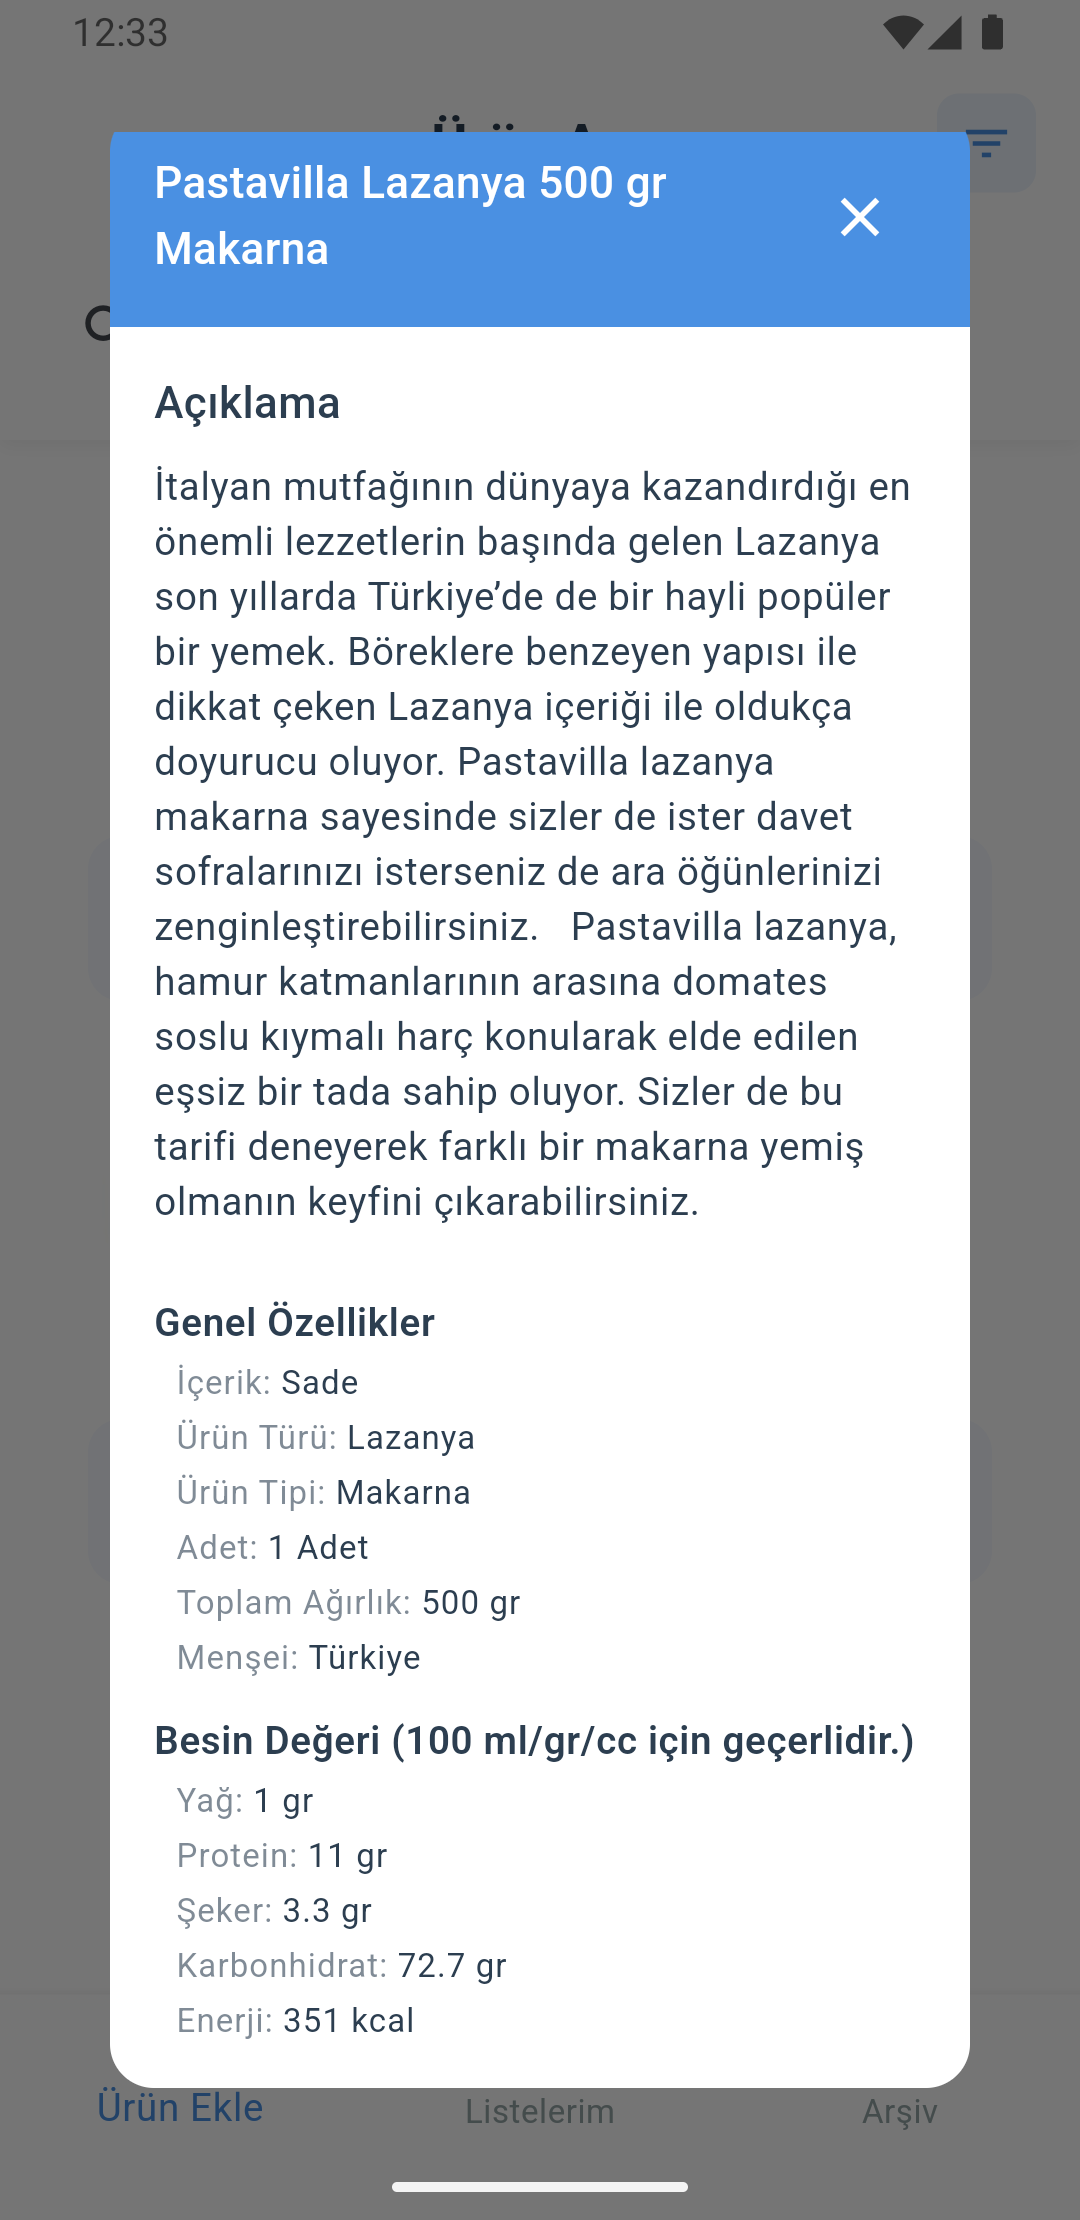 12:33
Pastavilla Lazanya 500 gr
Makarna
Açıklama
İtalyan mutfağının dünyaya kazandırdığı en
önemli lezzetlerin başında gelen Lazanya
son yıllarda Türkiye’de de bir hayli popüler
bir yemek. Böreklere benzeyen yapısı ile
dikkat çeken Lazanya içeriği ile oldukça
doyurucu oluyor. Pastavilla lazanya
makarna sayesinde sizler de ister davet
sofralarınızı isterseniz de ara öğünlerinizi
zenginleştirebilirsiniz.   Pastavilla lazanya,
hamur katmanlarının arasına domates
soslu kıymalı harç konularak elde edilen
eşsiz bir tada sahip oluyor. Sizler de bu
tarifi deneyerek farklı bir makarna yemiş
olmanın keyfini çıkarabilirsiniz.
Genel Özellikler
İçerik: Sade
Ürün Türü: Lazanya
Ürün Tipi: Makarna
Adet: 1 Adet
Toplam Ağırlık: 500 gr
Menşei: Türkiye
Besin Değeri (100 ml/gr/cc için geçerlidir.)
Yağ: 1 gr
Protein: 11 gr
Şeker: 3.3 gr
Karbonhidrat: 72.7 gr
Enerji: 351 kcal
Ürün Ekle
Listelerim
Arşiv